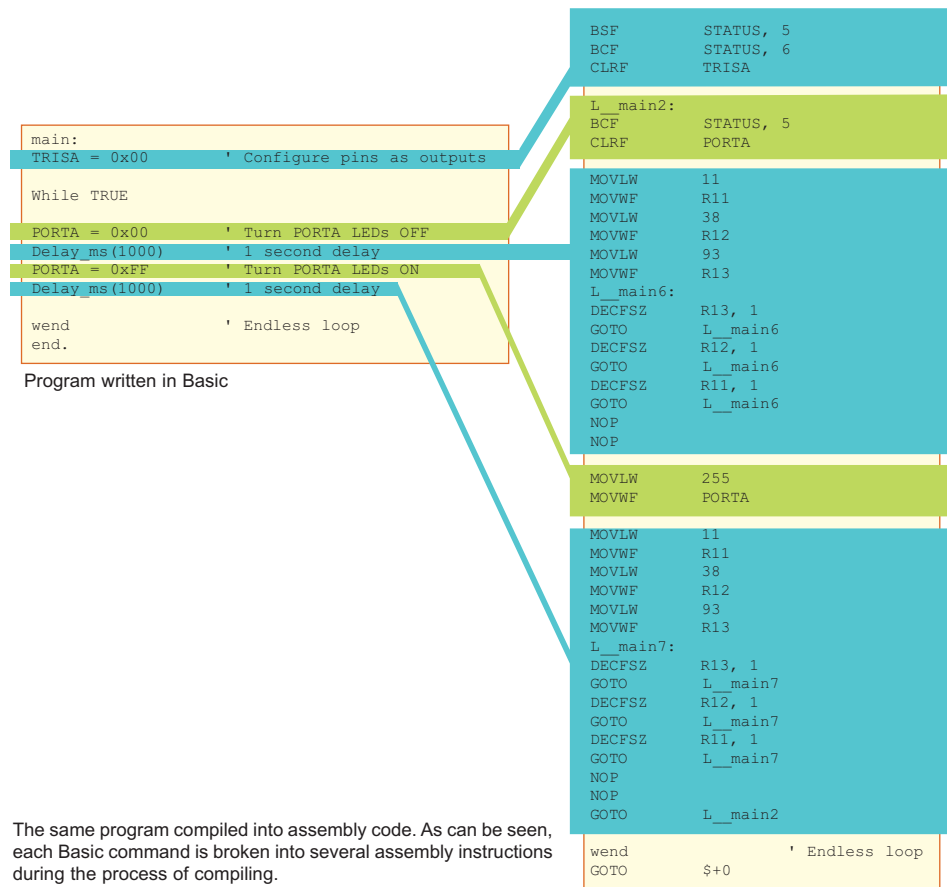 main:
TRISA = 0x00 ' Configure pins as outputs
While TRUE
PORTA = 0x00 ' Turn PORTA LEDs OFF
Delay_ms(1000) ' 1 second delay
PORTA = 0xFF ' Turn PORTA LEDs ON
Delay_ms(1000) ' 1 second delay
wend ' Endless loop
end.
Program written in Basic
BSF STATUS, 5
BCF STATUS, 6
CLRF TRISA
L__main2:
BCF STATUS, 5
CLRF PORTA
MOVLW 11
MOVWF R11
MOVLW 38
MOVWF R12
MOVLW 93
MOVWF R13
L__main6:
DECFSZ R13, 1
GOTO L__main6
DECFSZ R12, 1
GOTO L__main6
DECFSZ R11, 1
GOTO L__main6
NOP
NOP
MOVLW 255
MOVWF PORTA
MOVLW 11
MOVWF R11
MOVLW 38
MOVWF R12
MOVLW 93
MOVWF R13
L__main7:
DECFSZ R13, 1
GOTO L__main7
DECFSZ R12, 1
GOTO L__main7
DECFSZ R11, 1
GOTO L__main7
NOP
NOP
GOTO L__main2
wend ' Endless loop
GOTO $+0
The same program compiled into assembly code. As can be seen,
each Basic command is broken into several assembly instructions
during the process of compiling.